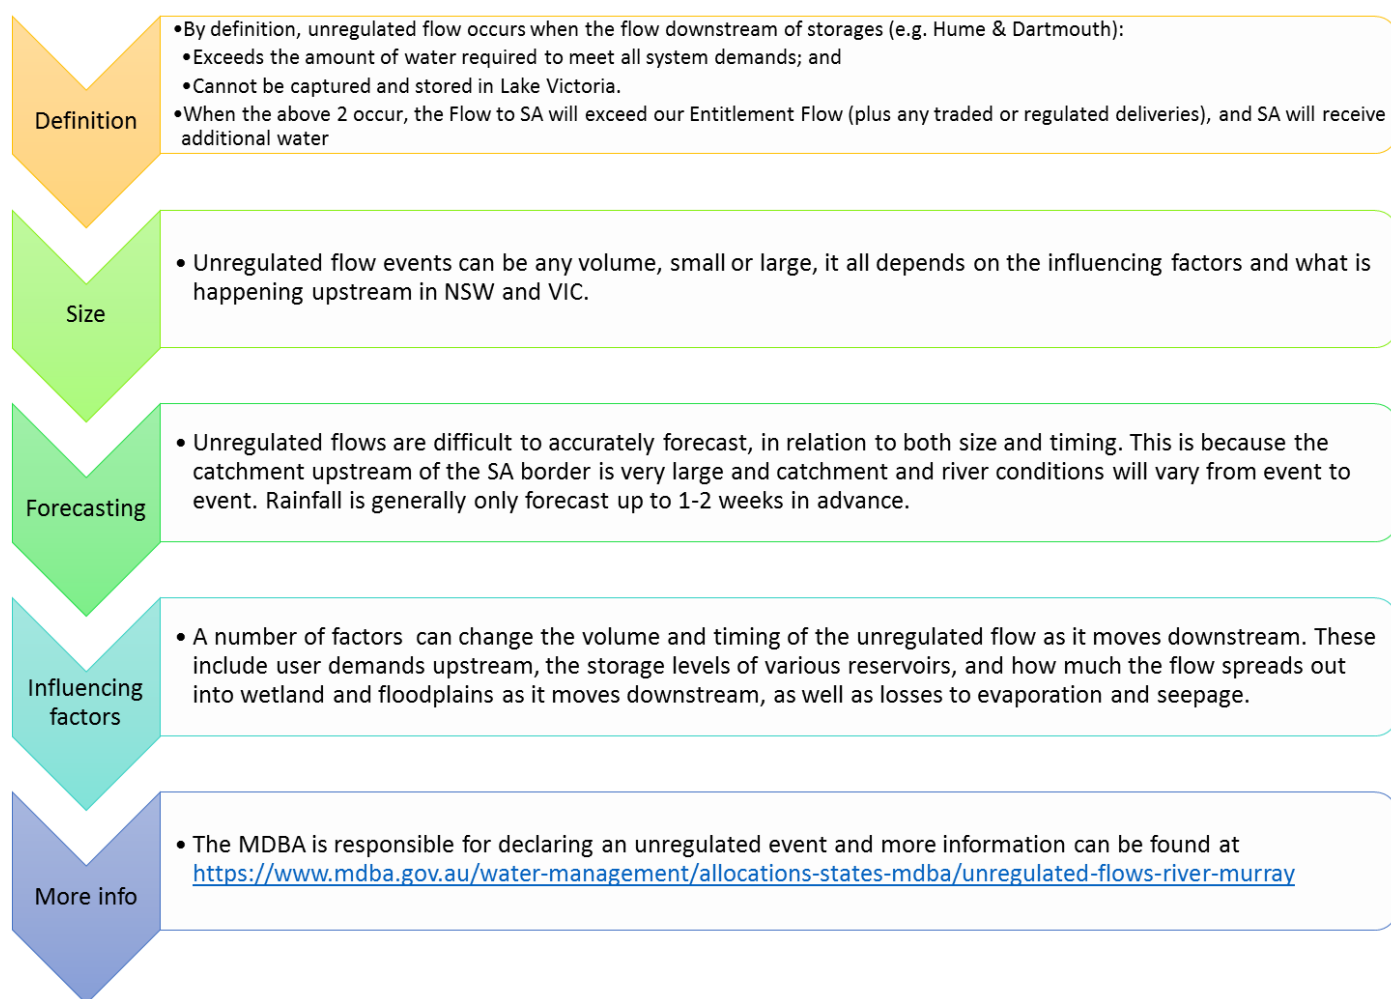 Definition
•By definition, unregulated flow occurs when the flow downstream of storages (e.g. Hume & Dartmouth):
•Exceeds the amount of water required to meet all system demands; and
•Cannot be captured and stored in Lake Victoria.
•When the above 2 occur, the Flow to SA will exceed our Entitlement Flow (plus any traded or regulated deliveries), and SA will receive
additional water
Size
• Unregulated flow events can be any volume, small or large, it all depends on the influencing factors and what is
happening upstream in NSW and VIC.
Forecasting
• Unregulated flows are difficult to accurately forecast, in relation to both size and timing. This is because the
catchment upstream of the SA border is very large and catchment and river conditions will vary from event to
event. Rainfall is generally only forecast up to 1-2 weeks in advance.
Influencing
factors
• A number of factors can change the volume and timing of the unregulated flow as it moves downstream. These
include user demands upstream, the storage levels of various reservoirs, and how much the flow spreads out
into wetland and floodplains as it moves downstream, as well as losses to evaporation and seepage.
More info
• The MDBA is responsible for declaring an unregulated event and more information can be found at
https://www.mdba.gov.au/water-management/allocations-states-mdba/unregulated-flows-river-murray